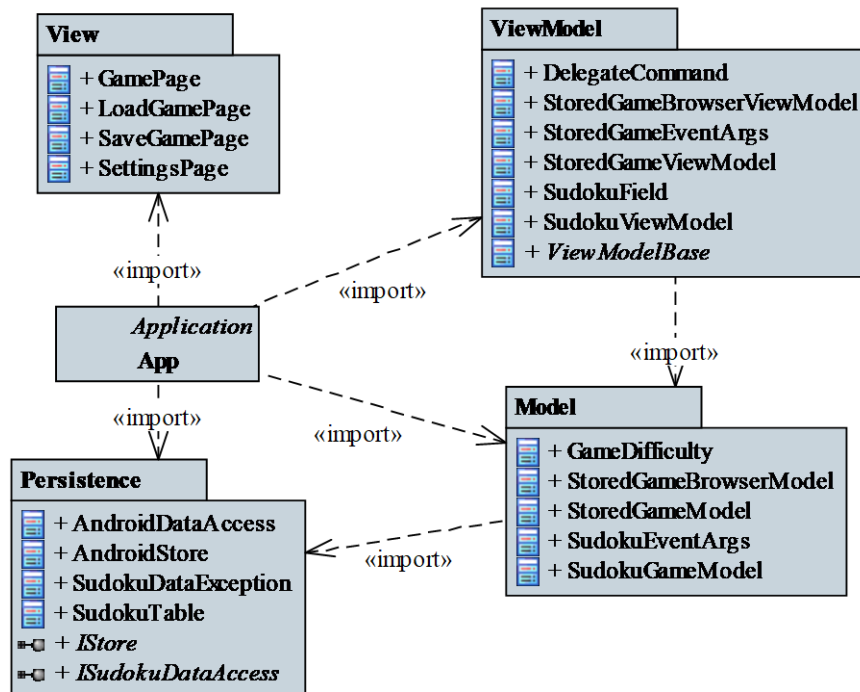 View
+ GamePage
+ LoadGamePage
+ SaveGamePage
+ SettingsPage
ViewModel
+ DelegateCommand
+ StoredGameBrowserViewModel
+ StoredGameEventArgs
+ StoredGameViewModel
+ SudokuField
+ SudokuViewModel
+ ViewModelBase
«import»
«import»
Application
App
«import»
«import»
«import»
Model
+ GameDifficulty
+ StoredGameBrowserModel
+ StoredGameModel
+ SudokuEventArgs
+ SudokuGameModel
Persistence
+ AndroidDataAccess
+ AndroidStore
+ SudokuDataException
+ SudokuTable
+ IStore
+ ISudokuDataAccess
«import»